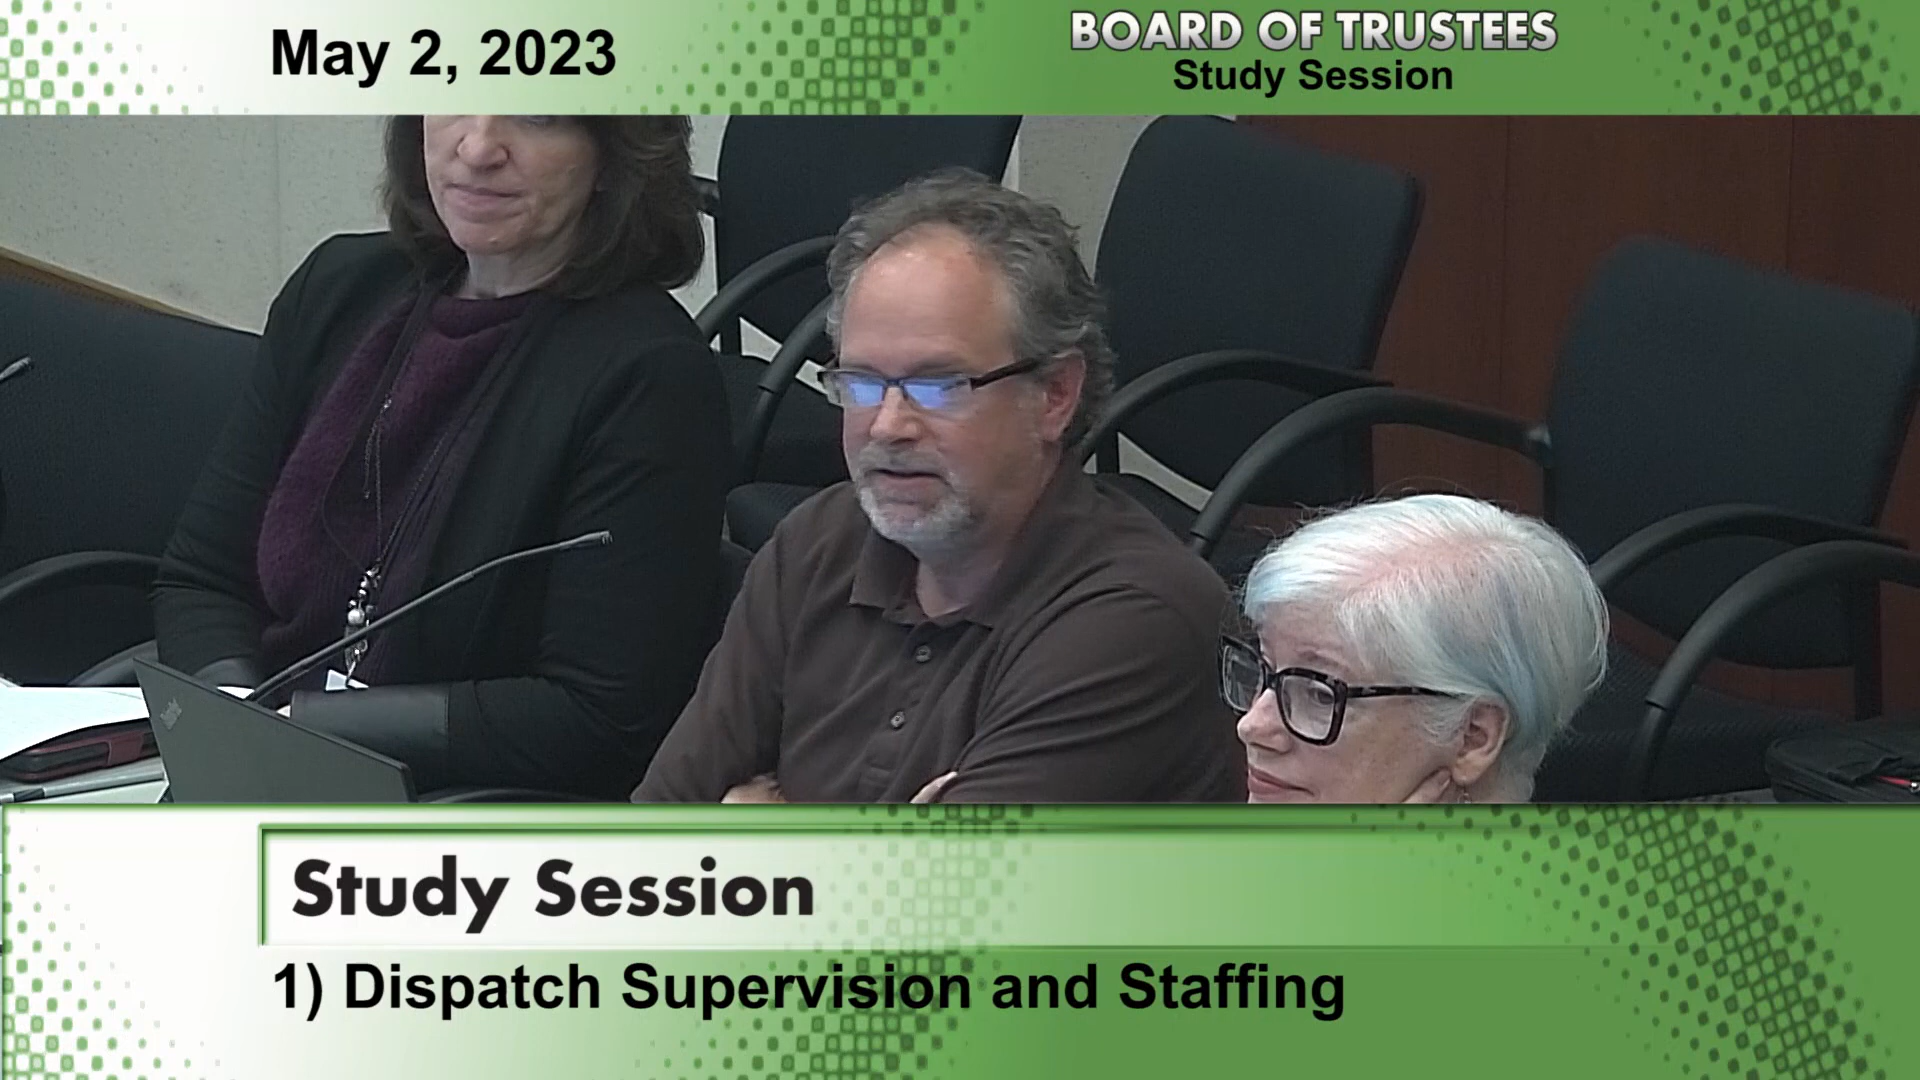 May 2, 2023
BOARD OF TRUSTEES
Study Session
Study Session
1) Dispatch Supervision and Staffing